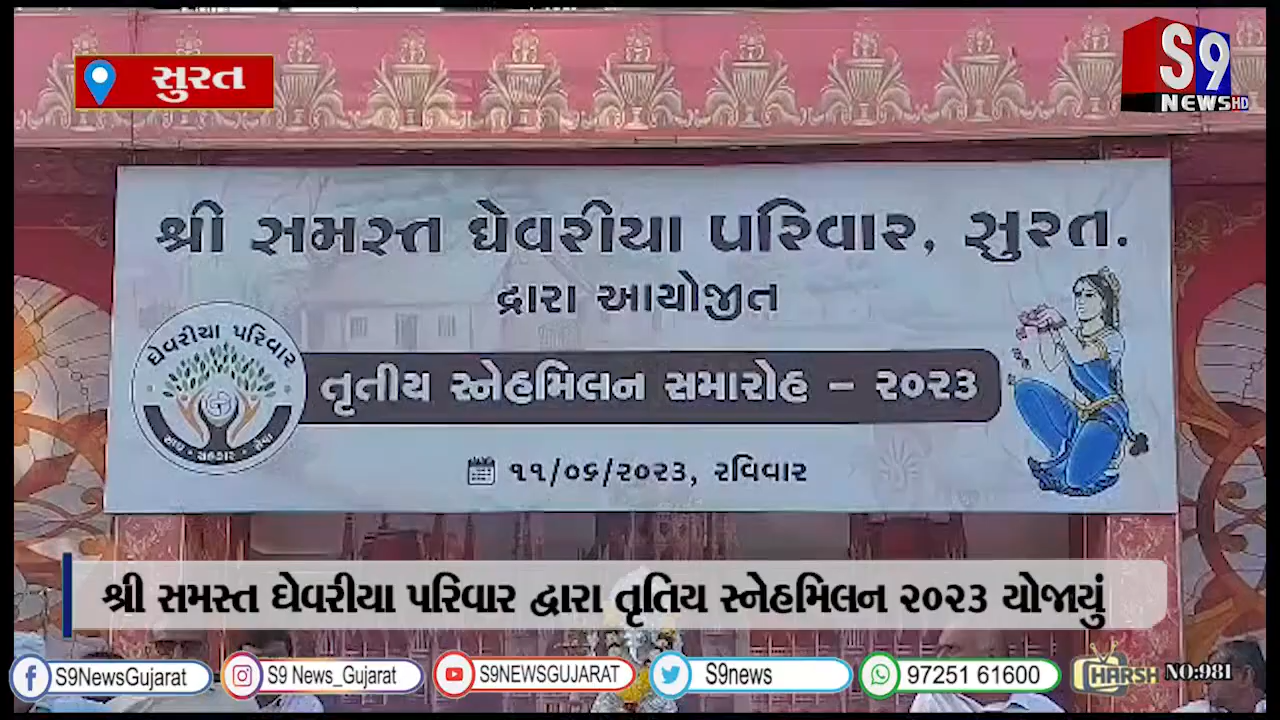 સુરત
S9
NEWS HD
શ્રી સમસ્ત ઘેવરીયા પરિવાર, સુરત.
દ્વારા આયોજીત
ઘેવરીયા પરિવાર
સાથ • સહકાર • સેવા
તૃતીય સ્નેહમિલન સમારોહ – ૨૦૨૩
૧૧/૦૬/૨૦૨૩, રવિવાર
શ્રી સમસ્ત ઘેવરીયા પરિવાર દ્વારા તૃતિય સ્નેહમિલન ૨૦૨૩ યોજાયું
S9NewsGujarat
S9 News_Gujarat
S9NEWSGUJARAT
S9news
97251 61600
HARSH NO:981